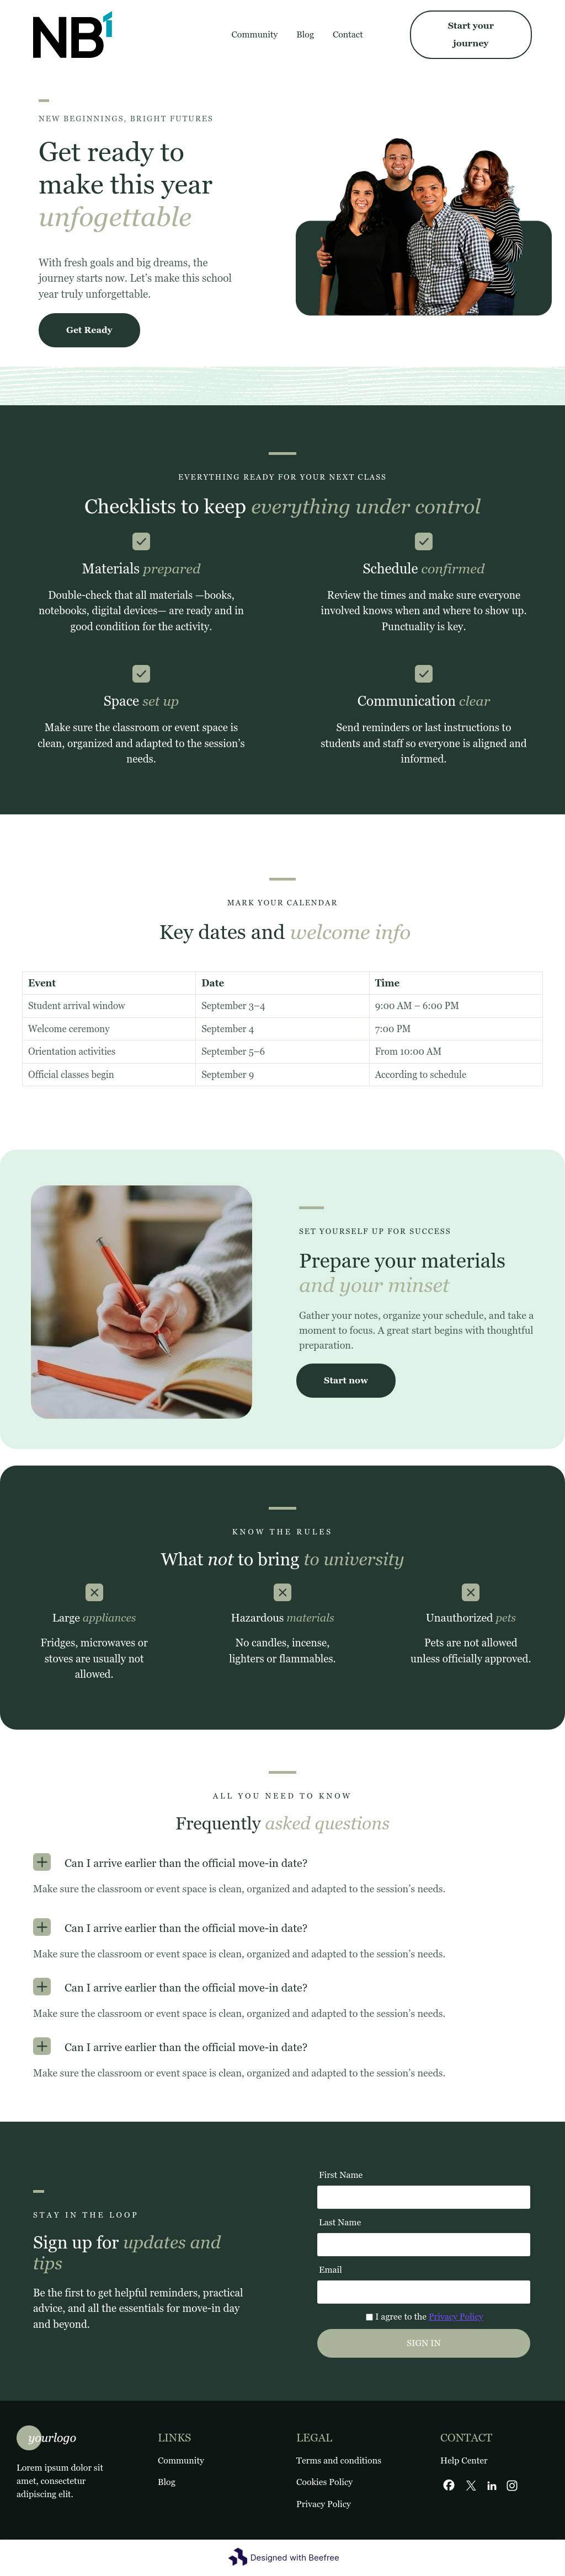 NB1
Community Blog Contact
Start your
journey
NEW BEGINNINGS, BRIGHT FUTURES
Get ready to
make this year
unfogettable
With fresh goals and big dreams, the
journey starts now. Let's make this school
year truly unforgettable.
Get Ready
EVERYTHING READY FOR YOUR NEXT CLASS
Checklists to keep everything under control
Materials prepared
Double-check that all materials —books,
notebooks, digital devices— are ready and in
good condition for the activity.
Schedule confirmed
Review the times and make sure everyone
involved knows when and where to show up.
Punctuality is key.
Space set up
Make sure the classroom or event space is
clean, organized and adapted to the session's
needs.
Communication clear
Send reminders or last instructions to
students and staff so everyone is aligned and
informed.
MARK YOUR CALENDAR
Key dates and welcome info
Event Date Time
Student arrival window September 3–4 9:00 AM – 6:00 PM
Welcome ceremony September 4 7:00 PM
Orientation activities September 5–6 From 10:00 AM
Official classes begin September 9 According to schedule
SET YOURSELF UP FOR SUCCESS
Prepare your materials
and your minset
Gather your notes, organize your schedule, and take a
moment to focus. A great start begins with thoughtful
preparation.
Start now
KNOW THE RULES
What not to bring to university
Large appliances
Fridges, microwaves or
stoves are usually not
allowed.
Hazardous materials
No candles, incense,
lighters or flammables.
Unauthorized pets
Pets are not allowed
unless officially approved.
ALL YOU NEED TO KNOW
Frequently asked questions
Can I arrive earlier than the official move-in date?
Make sure the classroom or event space is clean, organized and adapted to the session's needs.
Can I arrive earlier than the official move-in date?
Make sure the classroom or event space is clean, organized and adapted to the session's needs.
Can I arrive earlier than the official move-in date?
Make sure the classroom or event space is clean, organized and adapted to the session's needs.
Can I arrive earlier than the official move-in date?
Make sure the classroom or event space is clean, organized and adapted to the session's needs.
STAY IN THE LOOP
Sign up for updates and
tips
Be the first to get helpful reminders, practical
advice, and all the essentials for move-in day
and beyond.
First Name
Last Name
Email
I agree to the Privacy Policy
SIGN IN
yourlogo
Lorem ipsum dolor sit
amet, consectetur
adipiscing elit.
LINKS
Community
Blog
LEGAL
Terms and conditions
Cookies Policy
Privacy Policy
CONTACT
Help Center
Designed with Beefree